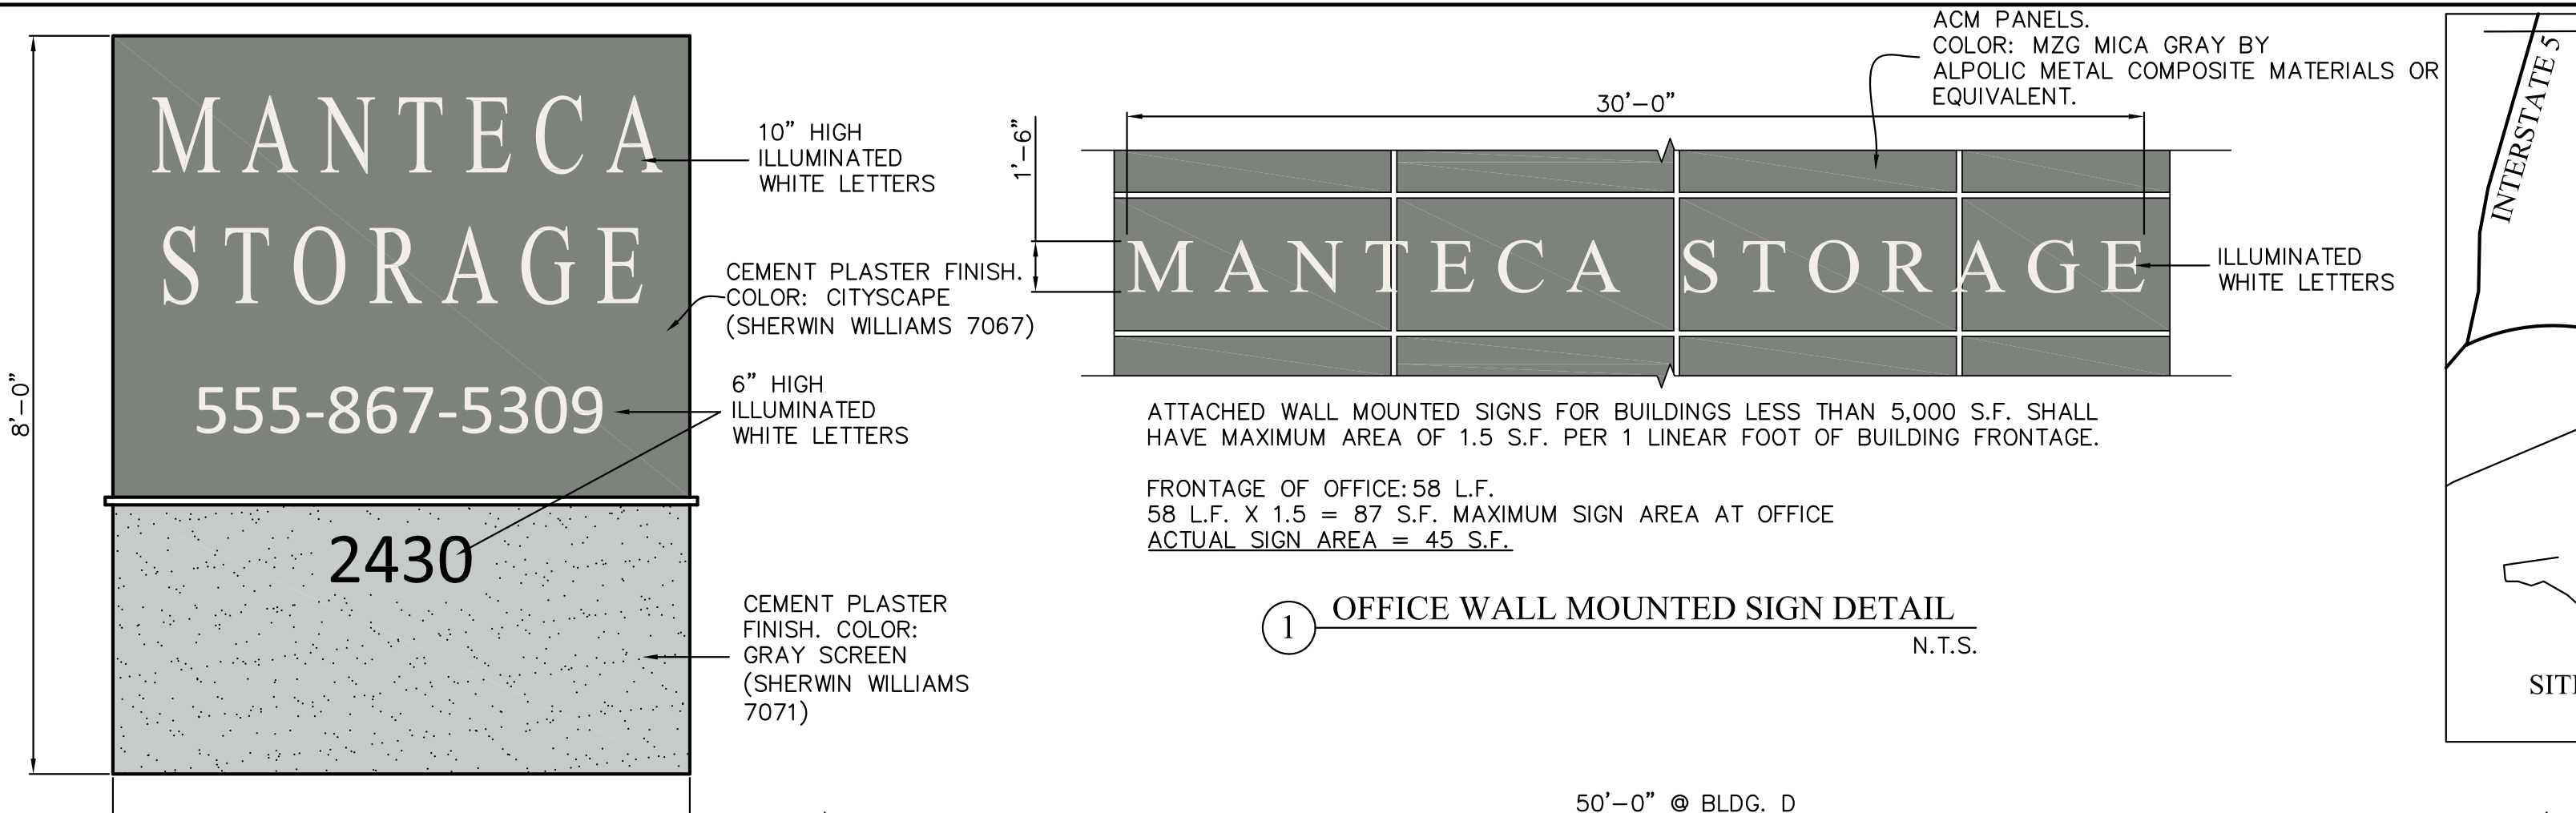 8'-0"
MANTECA
STORAGE
555-867-5309
2430
10" HIGH
ILLUMINATED
WHITE LETTERS
CEMENT PLASTER FINISH.
COLOR: CITYSCAPE
(SHERWIN WILLIAMS 7067)
6" HIGH
ILLUMINATED
WHITE LETTERS
CEMENT PLASTER
FINISH. COLOR:
GRAY SCREEN
(SHERWIN WILLIAMS
7071)
ACM PANELS.
COLOR: MZG MICA GRAY BY
ALPOLIC METAL COMPOSITE MATERIALS OR
EQUIVALENT.
30'-0"
1'-6"
MANTECA STORAGE
ILLUMINATED
WHITE LETTERS
ATTACHED WALL MOUNTED SIGNS FOR BUILDINGS LESS THAN 5,000 S.F. SHALL
HAVE MAXIMUM AREA OF 1.5 S.F. PER 1 LINEAR FOOT OF BUILDING FRONTAGE.
FRONTAGE OF OFFICE: 58 L.F.
58 L.F. X 1.5 = 87 S.F. MAXIMUM SIGN AREA AT OFFICE
ACTUAL SIGN AREA = 45 S.F.
1 OFFICE WALL MOUNTED SIGN DETAIL
N.T.S.
50'-0" @ BLDG. D
INTERSTATE 5